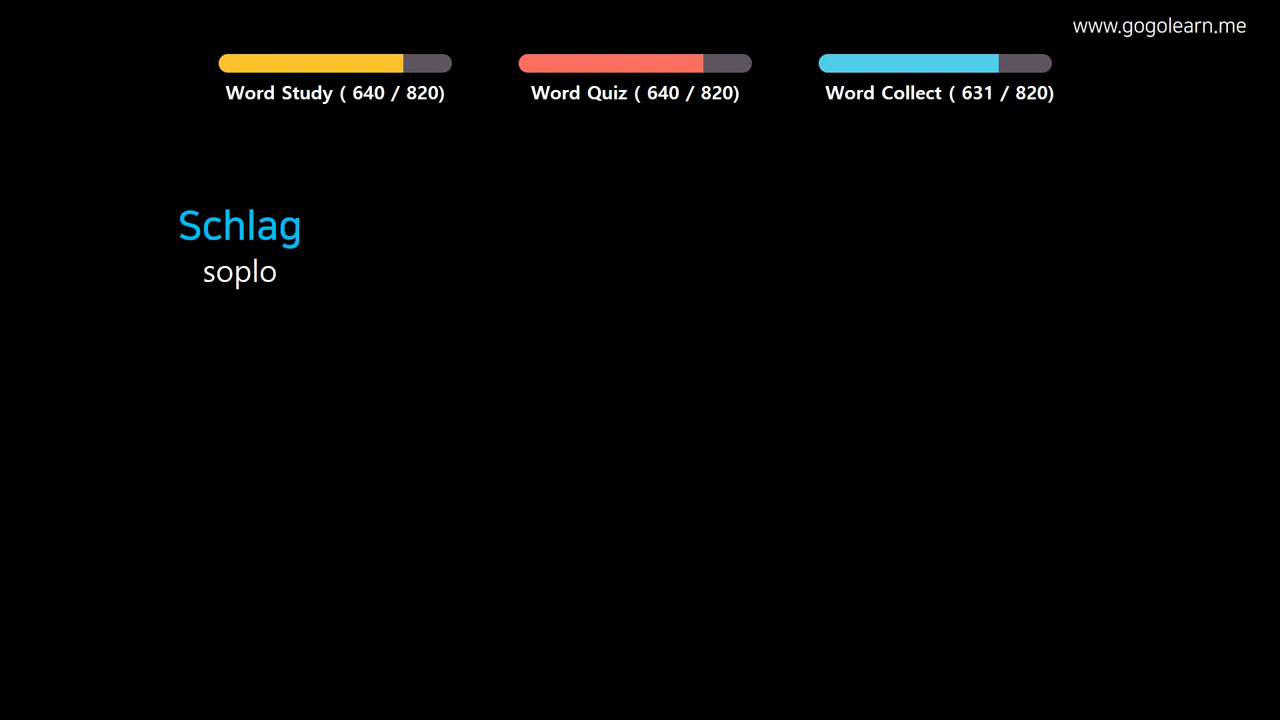 www.gogolearn.me
Word Study ( 640 / 820)
Word Quiz ( 640 / 820)
Word Collect ( 631 / 820)
Schlag
soplo